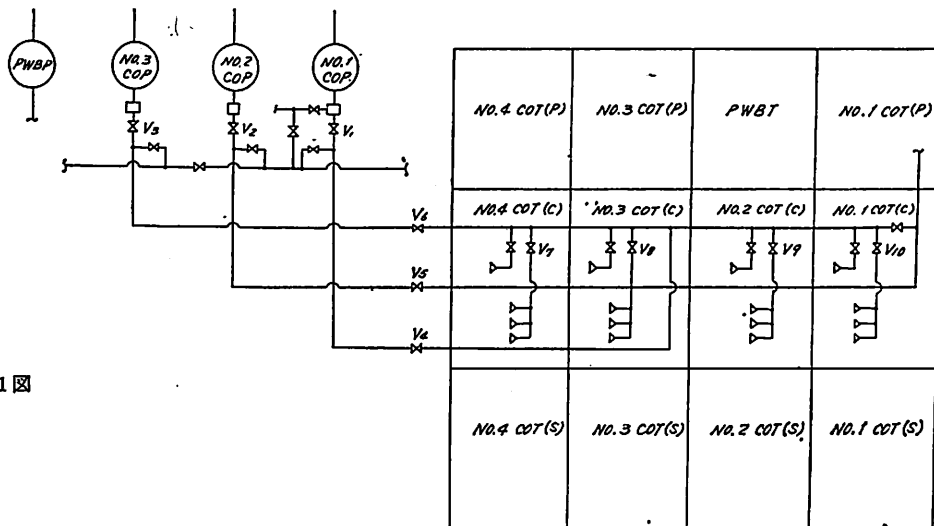 PWBP
NO.3 COP
NO.2 COP
NO.1 COP.
V3
V2
V1
NO.4 COT(P)
NO.3 COT(P)
PWBT
NO.1 COT(P)
NO.4 COT(C)
NO.3 COT(C)
NO.2 COT(C)
NO.1 COT(C)
V6
V7
V8
V9
V10
V5
V4
1図
NO.4 COT(S)
NO.3 COT(S)
NO.2 COT(S)
NO.1 COT(S)